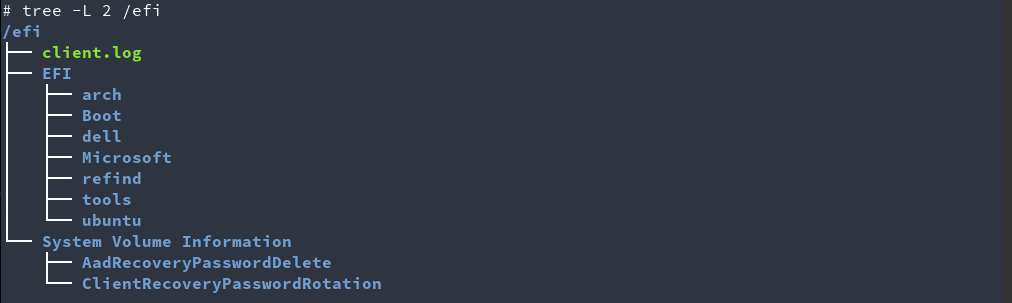 # tree -L 2 /efi
/efi
├── client.log
├── EFI
│   ├── arch
│   ├── Boot
│   ├── dell
│   ├── Microsoft
│   ├── refind
│   ├── tools
│   └── ubuntu
└── System Volume Information
    ├── AadRecoveryPasswordDelete
    └── ClientRecoveryPasswordRotation